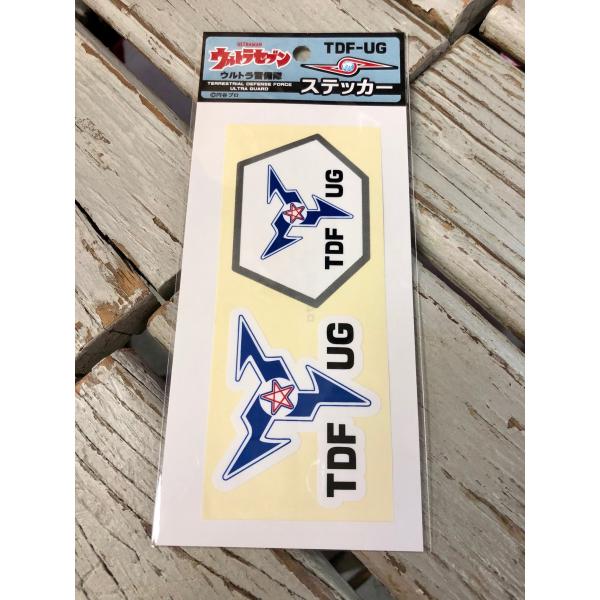 ULTRAMAN
ウルトラセブン
ウルトラ警備隊
TERRESTRIAL DEFENSE FORCE
ULTRA GUARD
©円谷プロ
TDF-UG
ステッカー
TDF UG
TDF UG